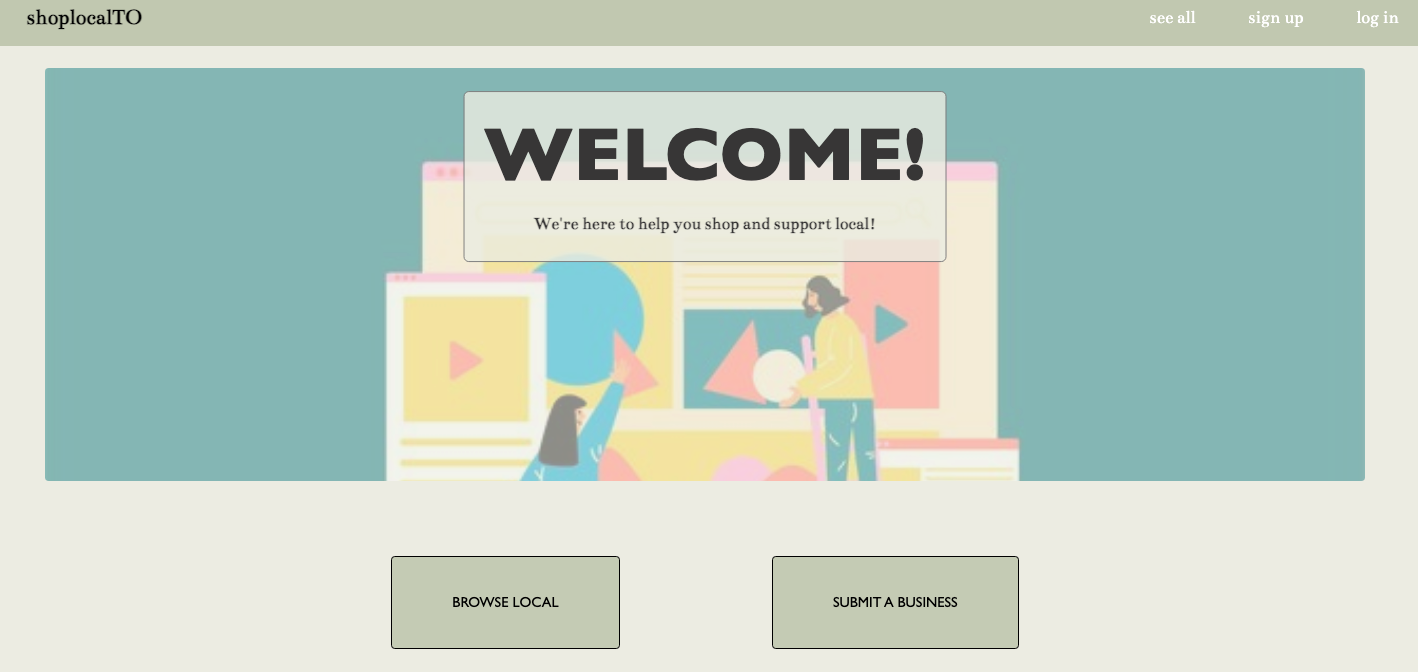 shoplocalTO
see all
sign up
log in
WELCOME!
We're here to help you shop and support local!
BROWSE LOCAL
SUBMIT A BUSINESS